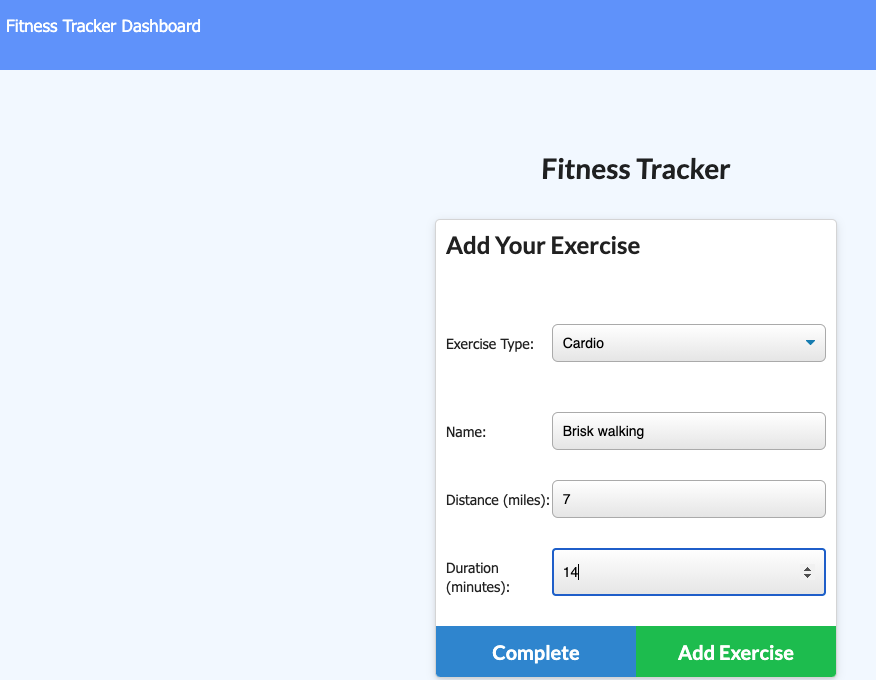 Fitness Tracker Dashboard
Fitness Tracker
Add Your Exercise
Exercise Type: Cardio
Name: Brisk walking
Distance (miles): 7
Duration
(minutes): 14
Complete Add Exercise